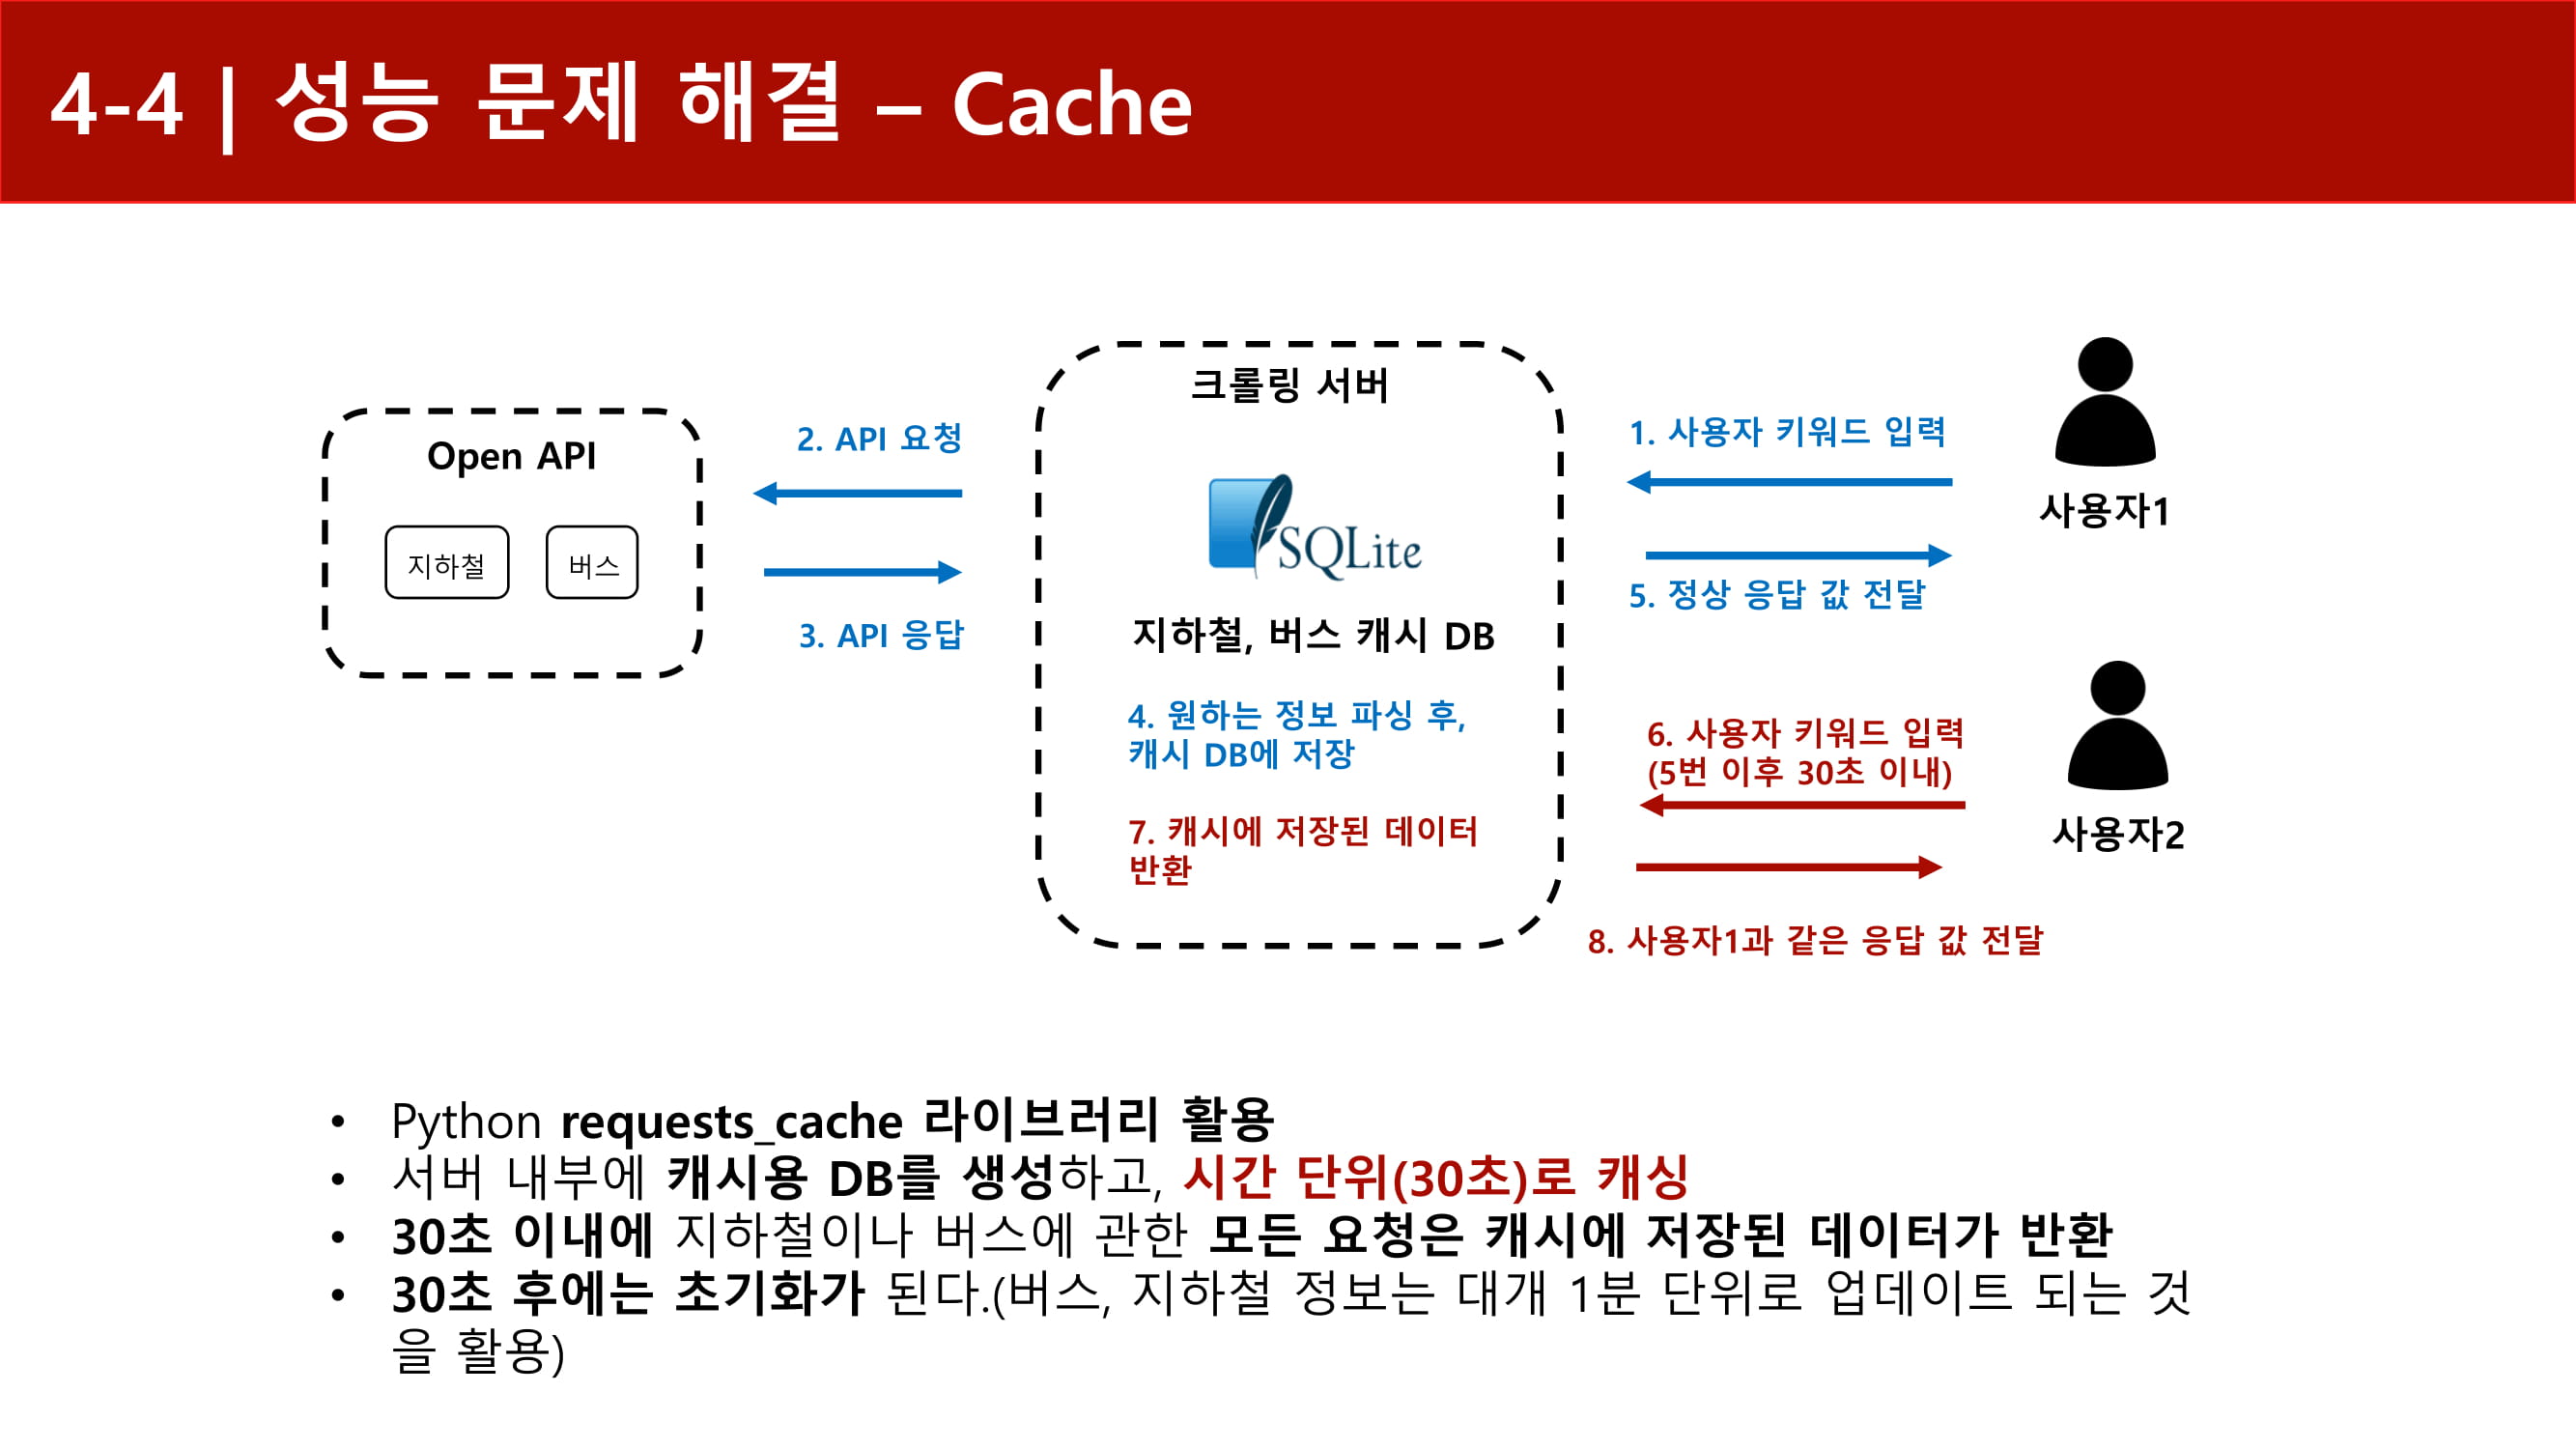 4-4 | 성능 문제 해결 – Cache
Open API
지하철
버스
2. API 요청
3. API 응답
크롤링 서버
SQLite
지하철, 버스 캐시 DB
4. 원하는 정보 파싱 후,
캐시 DB에 저장
7. 캐시에 저장된 데이터
반환
1. 사용자 키워드 입력
5. 정상 응답 값 전달
사용자1
6. 사용자 키워드 입력
(5번 이후 30초 이내)
사용자2
8. 사용자1과 같은 응답 값 전달
• Python requests_cache 라이브러리 활용
• 서버 내부에 캐시용 DB를 생성하고, 시간 단위(30초)로 캐싱
• 30초 이내에 지하철이나 버스에 관한 모든 요청은 캐시에 저장된 데이터가 반환
• 30초 후에는 초기화가 된다.(버스, 지하철 정보는 대개 1분 단위로 업데이트 되는 것
을 활용)